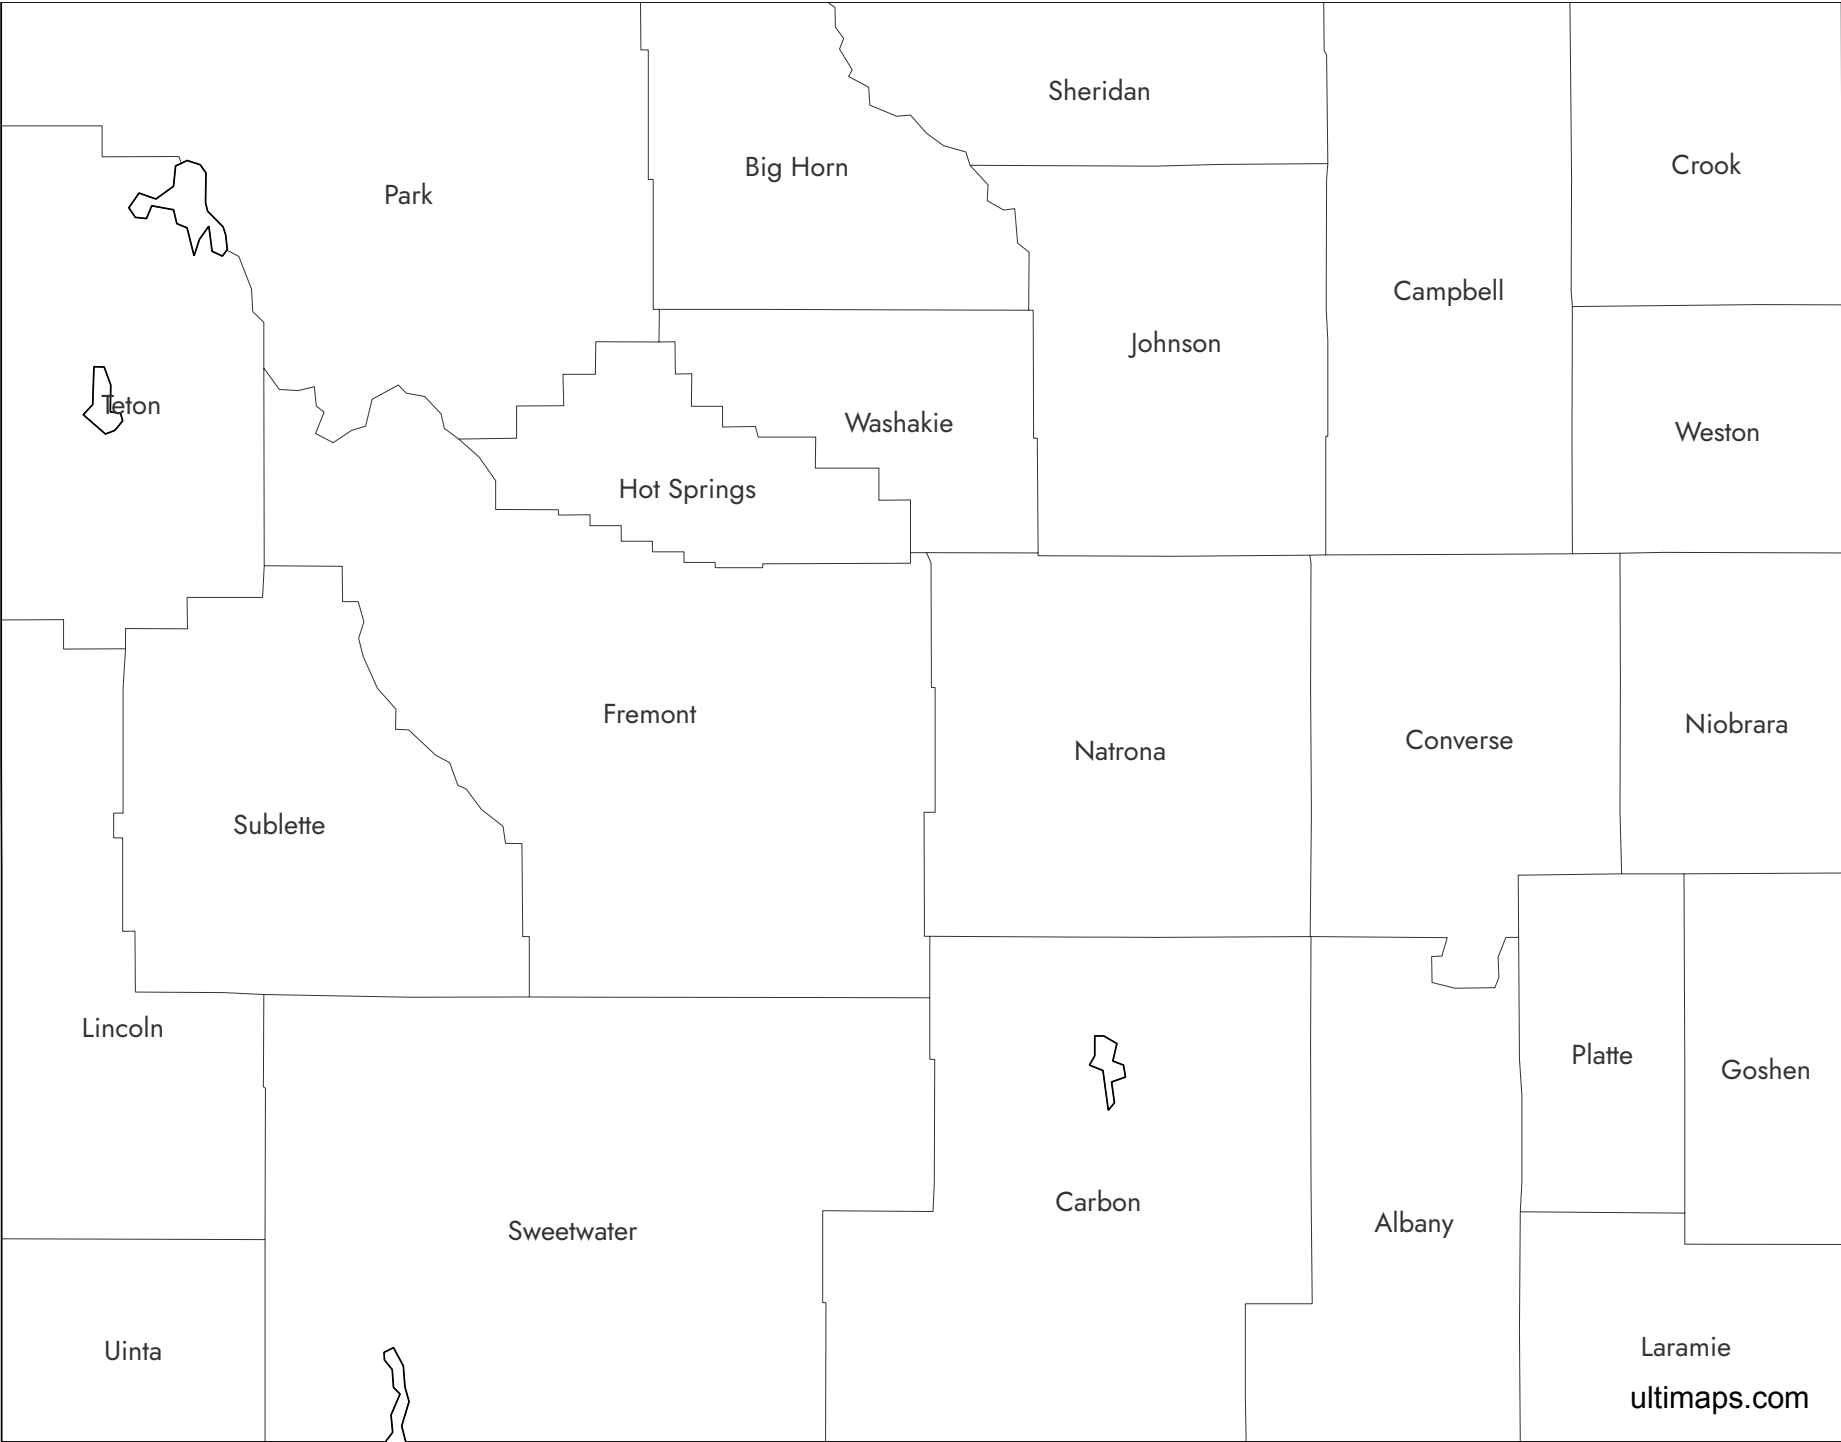 Sheridan
Big Horn
Crook
Park
Campbell
Johnson
Teton
Washakie
Weston
Hot Springs
Fremont
Niobrara
Converse
Natrona
Sublette
Lincoln
Platte
Goshen
Carbon
Albany
Sweetwater
Uinta
Laramie
ultimaps.com